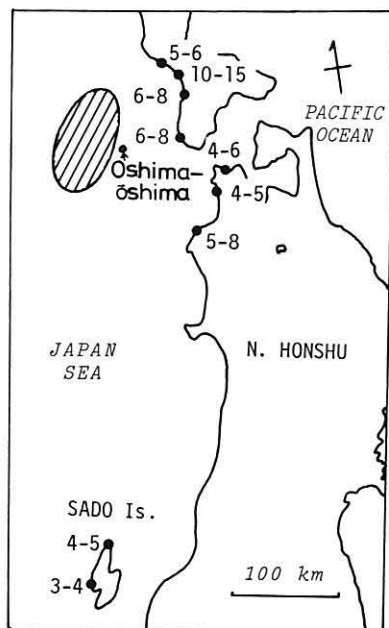 5-6
10-15
6-8
PACIFIC
OCEAN
6-8
4-6
Ōshima-
ōshima
4-5
5-8
JAPAN
SEA
N. HONSHU
SADO Is.
4-5
3-4
100 km